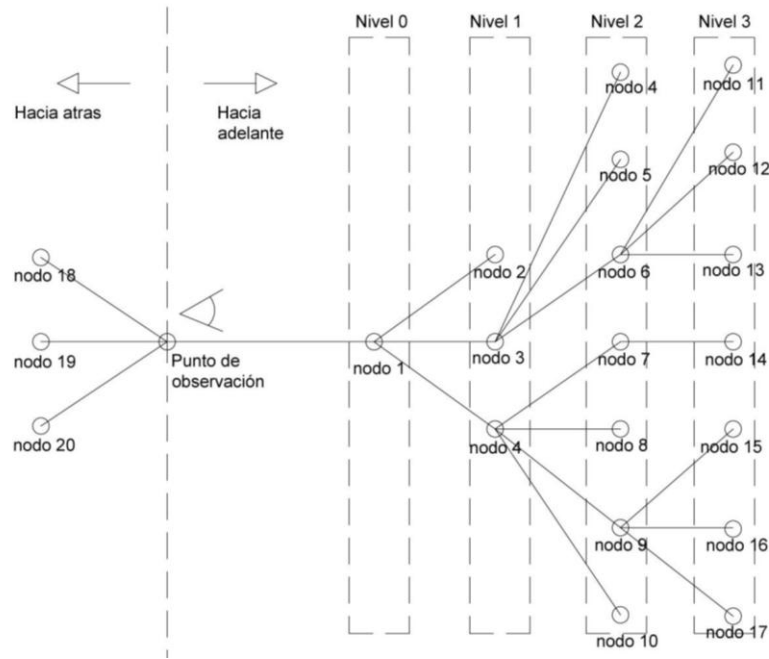 Nivel 0
Nivel 1
Nivel 2
Nivel 3
Hacia atras
Hacia
adelante
nodo 4
nodo 11
nodo 5
nodo 12
nodo 18
nodo 2
nodo 6
nodo 13
nodo 19
Punto de
observación
nodo 1
nodo 3
nodo 7
nodo 14
nodo 20
nodo 4
nodo 8
nodo 15
nodo 9
nodo 16
nodo 10
nodo 17